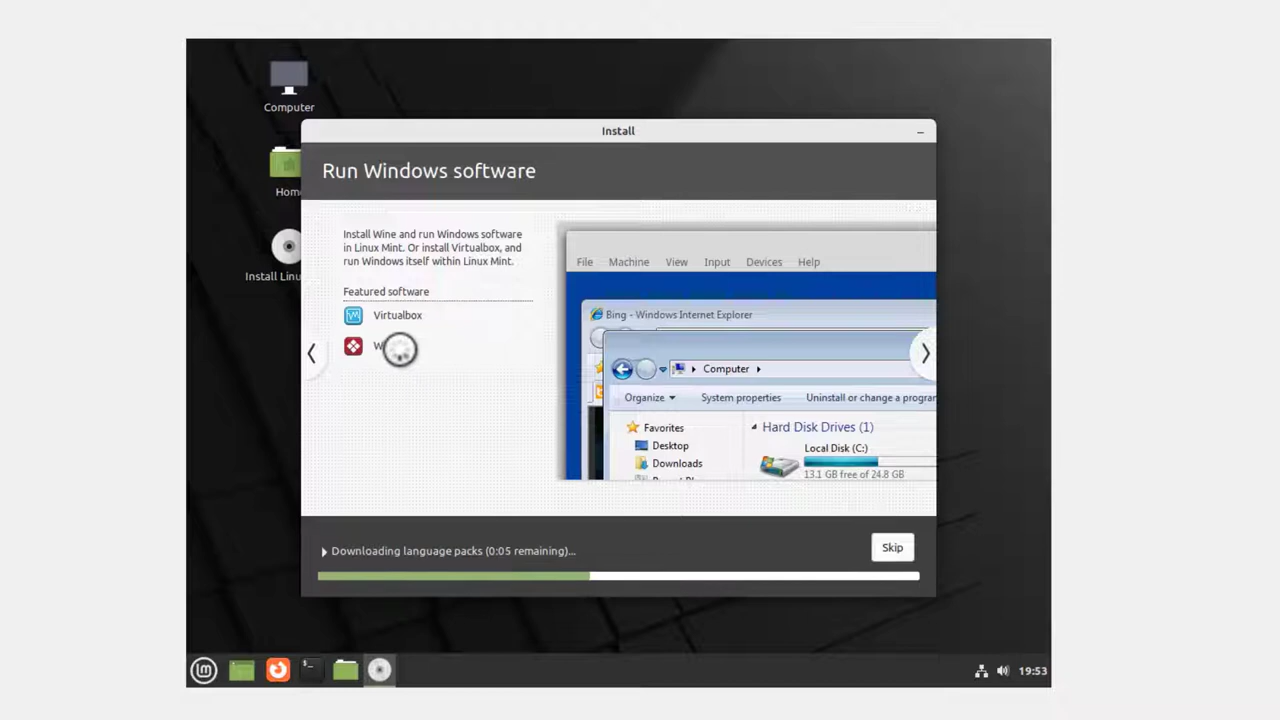 Computer
Install
Run Windows software
Home
Install Wine and run Windows software
in Linux Mint. Or install Virtualbox, and
run Windows itself within Linux Mint.
File Machine View Input Devices Help
Install Linu
Featured software
Virtualbox
Bing - Windows Internet Explorer
W
Computer
Organize System properties Uninstall or change a program
Favorites
Hard Disk Drives (1)
Desktop
Local Disk (C:)
Downloads
13.1 GB free of 24.8 GB
Downloading language packs (0:05 remaining)...
Skip
19:53